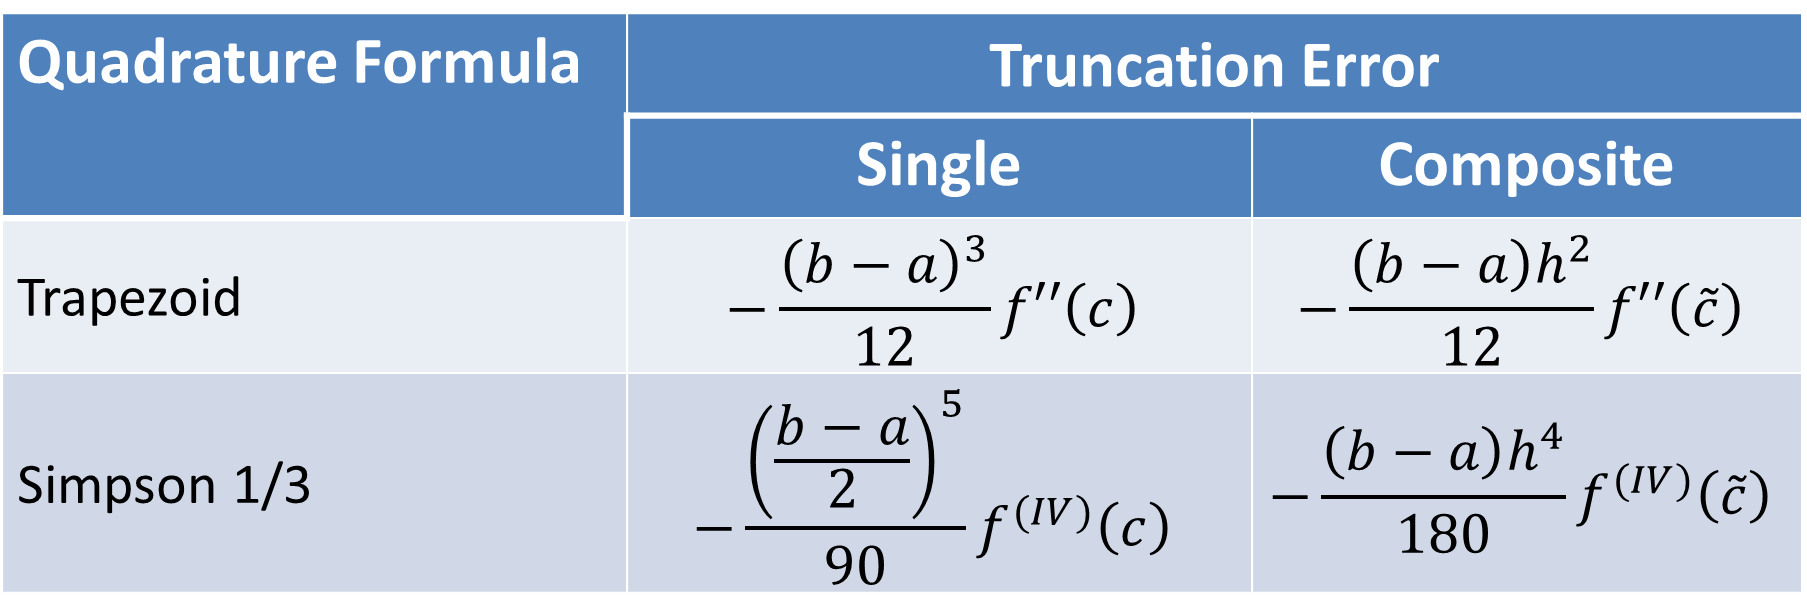 Quadrature Formula
Truncation Error
Single
Composite
Trapezoid
−(b − a)³/12 f′′(c)
−(b − a)h²/12 f′′(c̃)
Simpson 1/3
−((b − a)/2)⁵/90 f⁽ᴵⱽ⁾(c)
−(b − a)h⁴/180 f⁽ᴵⱽ⁾(c̃)